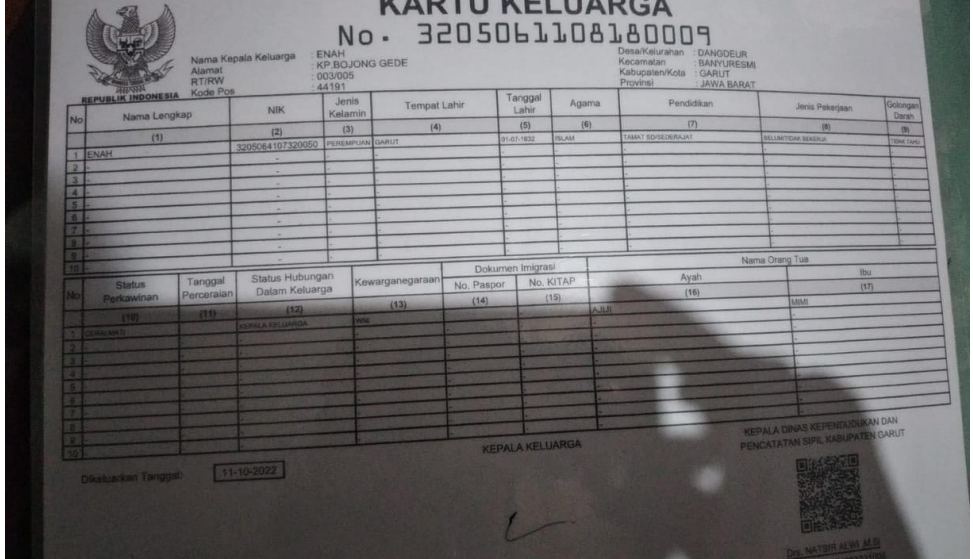 KARTU KELUARGA
No. 3205061108180009
Nama Kepala Keluarga : ENAH
Alamat : KP.BOJONG GEDE
RT/RW : 003/005
Kode Pos : 44191
Desa/Kelurahan : DANGDEUR
Kecamatan : BANYURESMI
Kabupaten/Kota : GARUT
Provinsi : JAWA BARAT
REPUBLIK INDONESIA
No Nama Lengkap NIK Jenis Kelamin Tempat Lahir Tanggal Lahir Agama Pendidikan Jenis Pekerjaan Golongan Darah
(1) (2) (3) (4) (5) (6) (7) (8) (9)
1 ENAH 3205064107320050 PEREMPUAN GARUT 01-07-1932 ISLAM TAMAT SD/SEDERAJAT BELUM/TIDAK BEKERJA TIDAK TAHU
2 - - - - - - - - -
3 - - - - - - - - -
4 - - - - - - - - -
5 - - - - - - - - -
6 - - - - - - - - -
7 - - - - - - - - -
8 - - - - - - - - -
9 - - - - - - - - -
10 - - - - - - - - -
No Status Perkawinan Tanggal Perceraian Status Hubungan Dalam Keluarga Kewarganegaraan Dokumen Imigrasi Nama Orang Tua
No. Paspor No. KITAP Ayah Ibu
(10) (11) (12) (13) (14) (15) (16) (17)
1 CERAI MATI KEPALA KELUARGA WNI - - AJIJI MIMI
2 - - - - - - - -
3 - - - - - - - -
4 - - - - - - - -
5 - - - - - - - -
6 - - - - - - - -
7 - - - - - - - -
8 - - - - - - - -
9 - - - - - - - -
10 - - - - - - - -
Dikeluarkan Tanggal: 11-10-2022
KEPALA KELUARGA
KEPALA DINAS KEPENDUDUKAN DAN
PENCATATAN SIPIL KABUPATEN GARUT
Drs. NATSIR ALWI ,M.Si